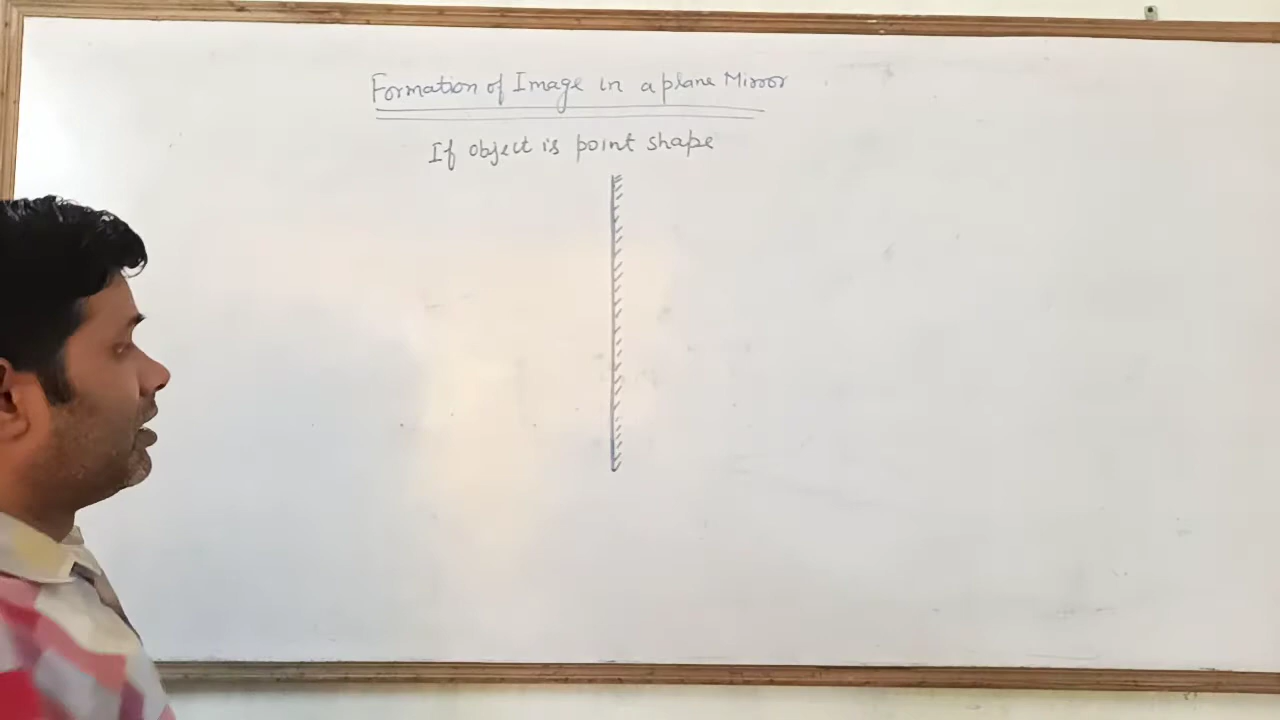 Formation of Image in a plane Mirror
If object is point shape